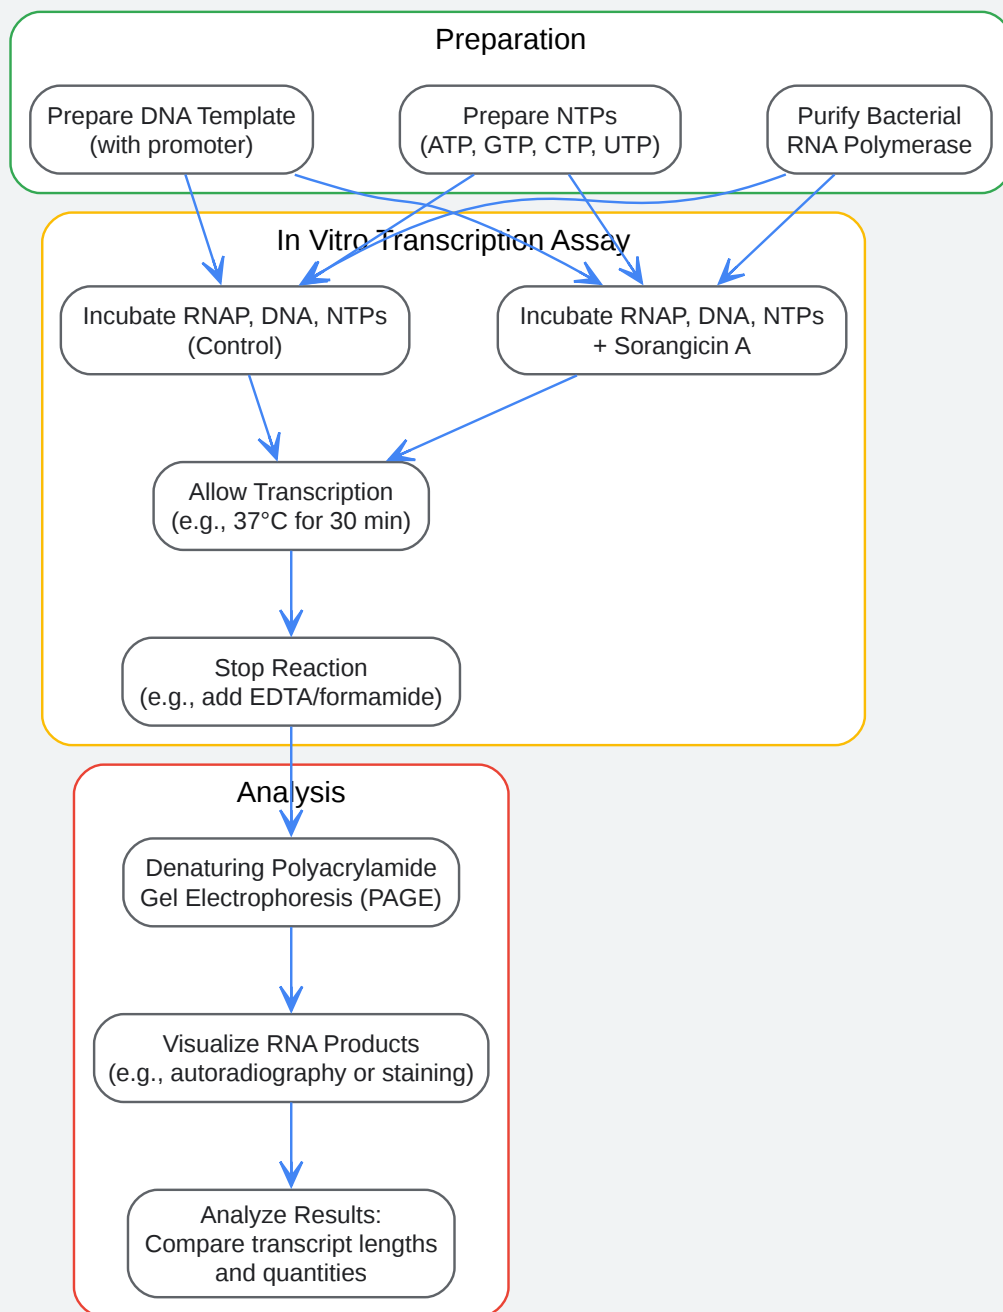 Preparation
Prepare DNA Template
(with promoter)
Prepare NTPs
(ATP, GTP, CTP, UTP)
Purify Bacterial
RNA Polymerase
In Vitro Transcription Assay
Incubate RNAP, DNA, NTPs
(Control)
Incubate RNAP, DNA, NTPs
+ Sorangicin A
Allow Transcription
(e.g., 37°C for 30 min)
Stop Reaction
(e.g., add EDTA/formamide)
Analysis
Denaturing Polyacrylamide
Gel Electrophoresis (PAGE)
Visualize RNA Products
(e.g., autoradiography or staining)
Analyze Results:
Compare transcript lengths
and quantities